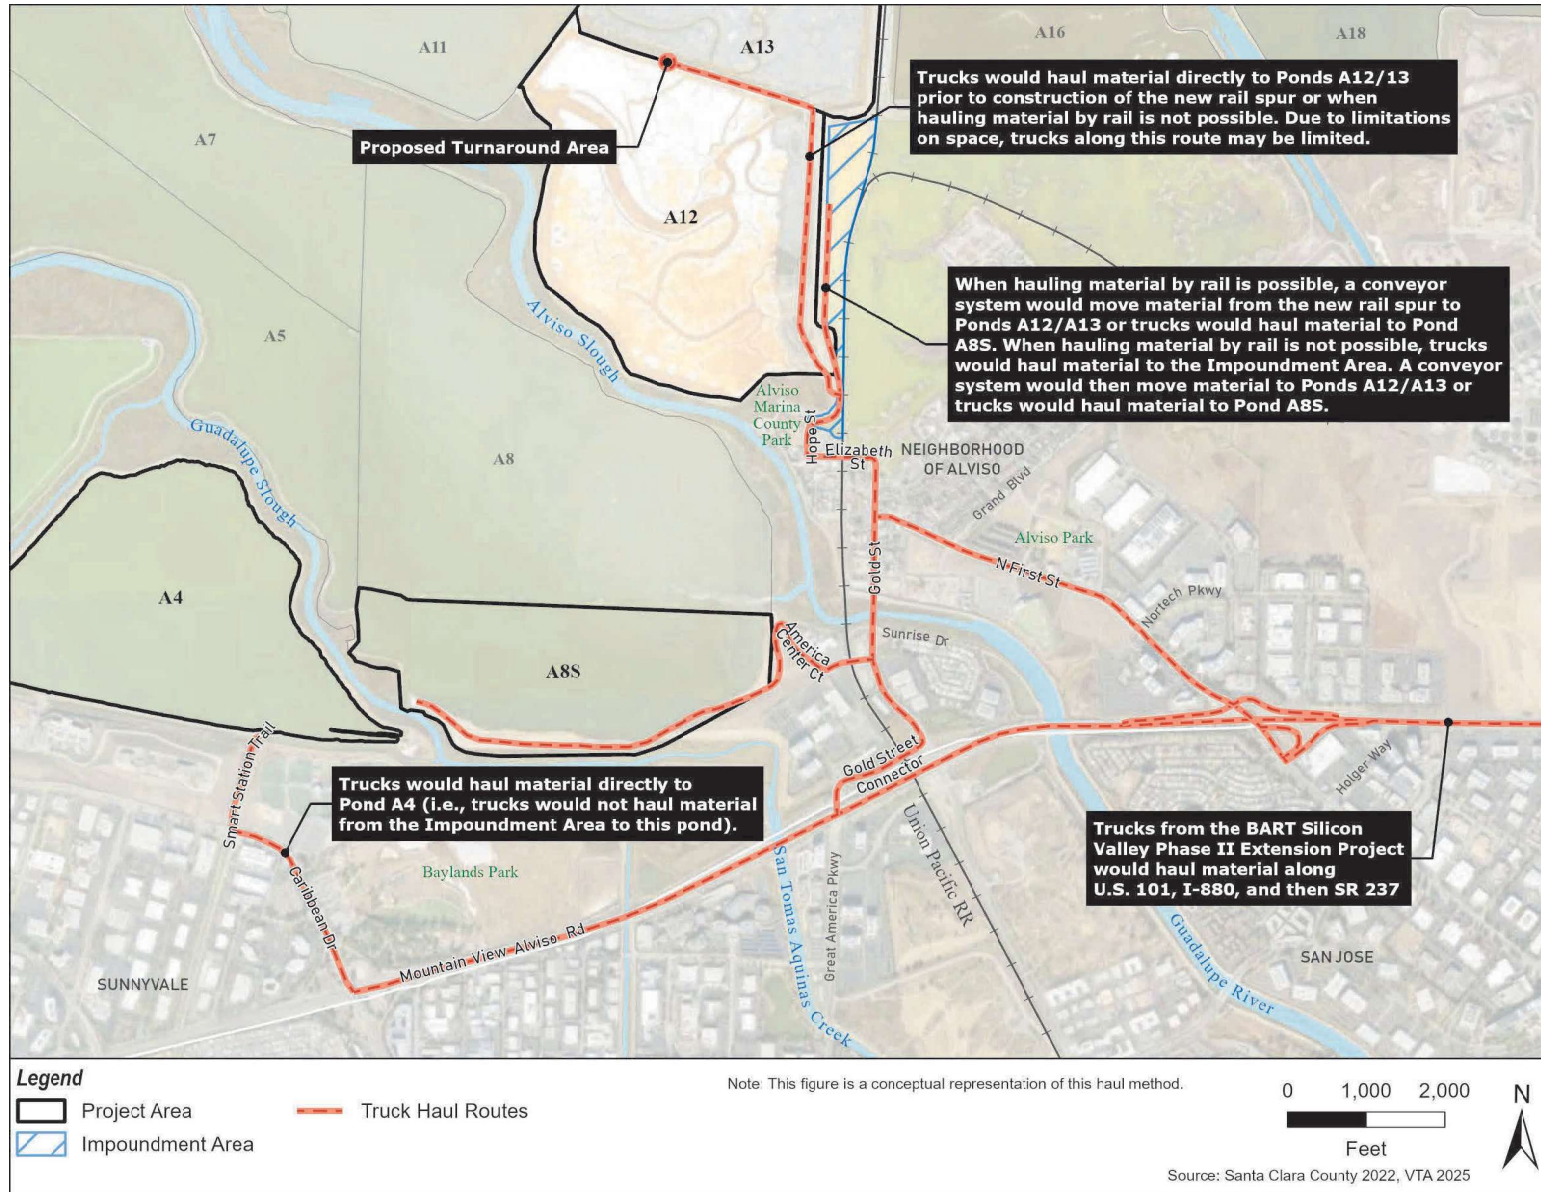 A11
A13
A16
A18
Trucks would haul material directly to Ponds A12/13
prior to construction of the new rail spur or when
hauling material by rail is not possible. Due to limitations
on space, trucks along this route may be limited.
A7
Proposed Turnaround Area
A12
When hauling material by rail is possible, a conveyor
system would move material from the new rail spur to
Ponds A12/A13 or trucks would haul material to Pond
A8S. When hauling material by rail is not possible, trucks
would haul material to the Impoundment Area. A conveyor
system would then move material to Ponds A12/A13 or
trucks would haul material to Pond A8S.
A5
Alviso Slough
Alviso
Marina
County
Park
Hope St
Elizabeth
St
NEIGHBORHOOD
OF ALVISO
Guadalupe Slough
A8
Grand Blvd
Alviso Park
Gold St
N First St
Nortech Pkwy
A4
America
Center Ct
Sunrise Dr
A8S
Smart Station Trail
Gold Street
Connector
Holger Way
Trucks would haul material directly to
Pond A4 (i.e., trucks would not haul material
from the Impoundment Area to this pond).
Trucks from the BART Silicon
Valley Phase II Extension Project
would haul material along
U.S. 101, I-880, and then SR 237
Caribbean Dr
Baylands Park
San Tomas Aquinas Creek
Great America Pkwy
Union Pacific RR
Mountain View Alviso Rd
Guadalupe River
SUNNYVALE
SAN JOSE
Legend
Project Area
Truck Haul Routes
Impoundment Area
Note: This figure is a conceptual representation of this haul method.
0 1,000 2,000
Feet
N
Source: Santa Clara County 2022, VTA 2025